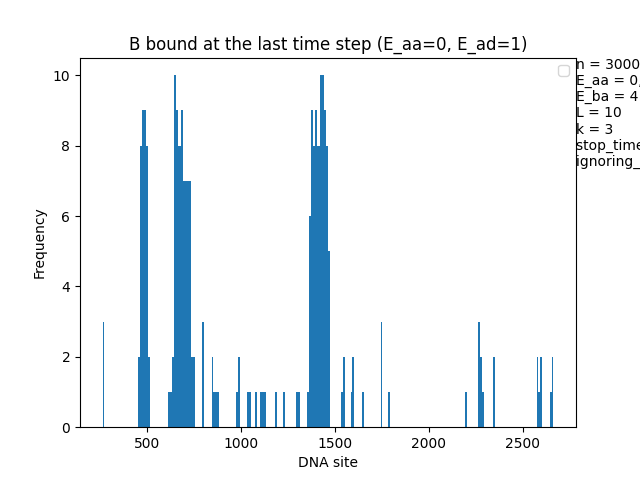 B bound at the last time step (E_aa=0, E_ad=1)
n = 3000
E_aa = 0,
E_ba = 4
L = 10
k = 3
stop_time
ignoring_
10
8
6
4
2
0
Frequency
500 1000 1500 2000 2500
DNA site